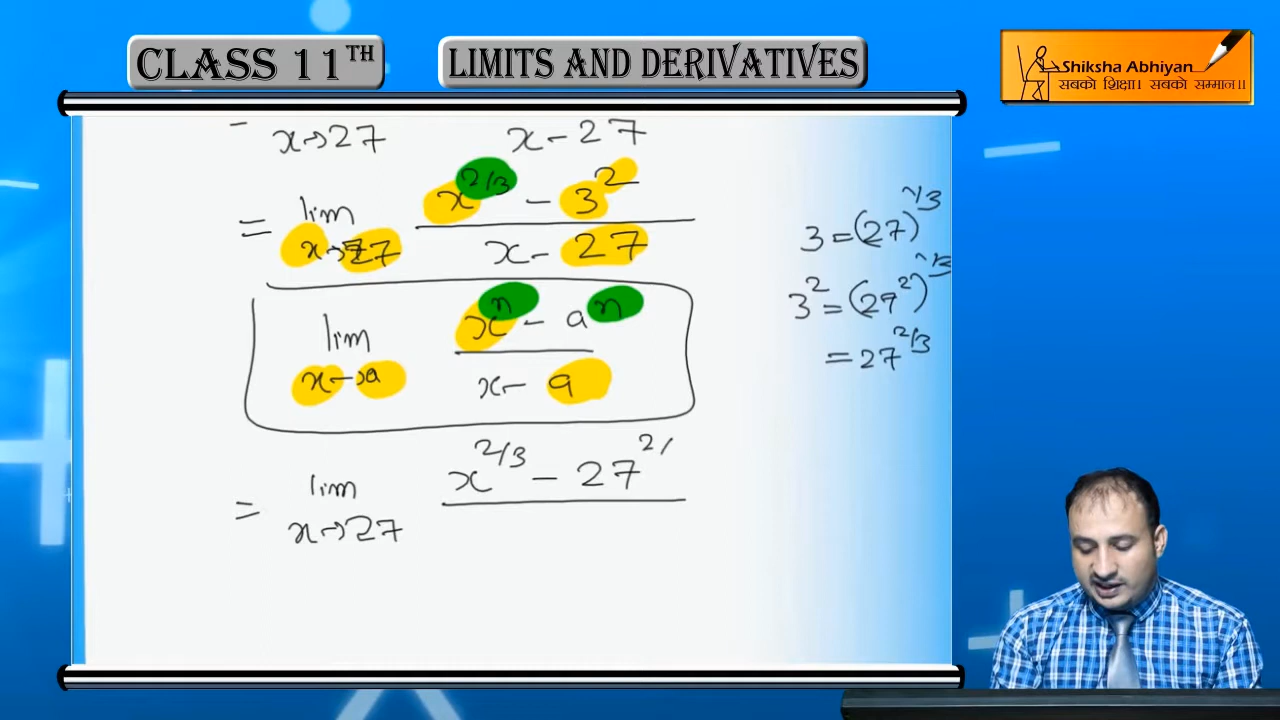 CLASS 11TH
LIMITS AND DERIVATIVES
Shiksha Abhiyan
सबको शिक्षा। सबको सम्मान।।
x→27 x-27
= lim x^2/3 - 3^2
x→27 x-27
lim x^n - a^n
x→a x-a
= lim x^2/3 - 27^2/
x→27
3=(27)^1/3
3^2=(27^2)^1/3
=27^2/3